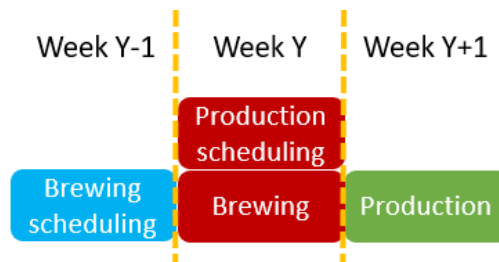 Week Y-1 Week Y Week Y+1
Production
scheduling
Brewing
scheduling
Brewing
Production